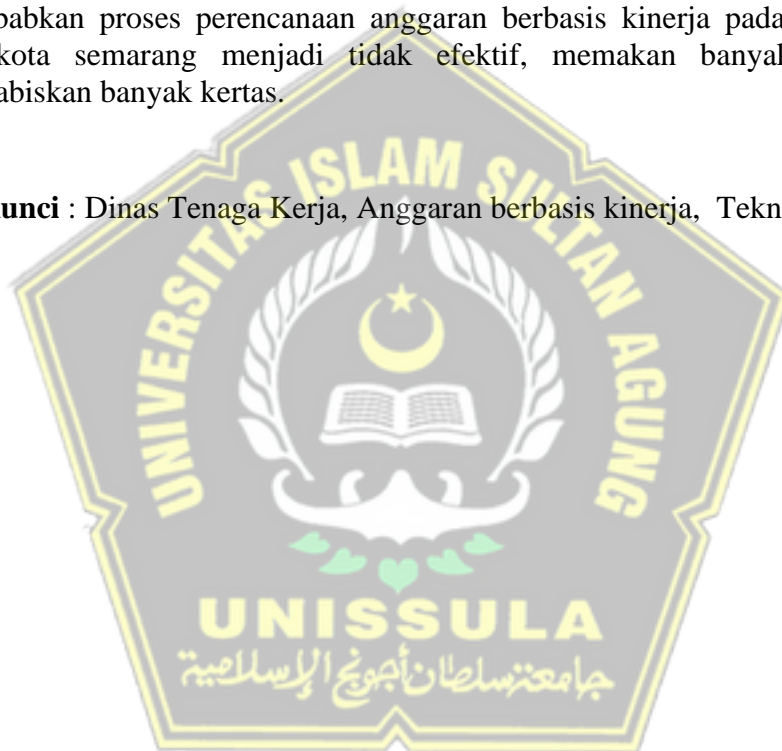 babkan proses perencanaan anggaran berbasis kinerja pada
kota semarang menjadi tidak efektif, memakan banyak
abiskan banyak kertas.
unci : Dinas Tenaga Kerja, Anggaran berbasis kinerja, Tekn
UNIVERSITAS ISLAM SULTAN AGUNG
UNISSULA
جامعة سلطان أجونج الإسلامية